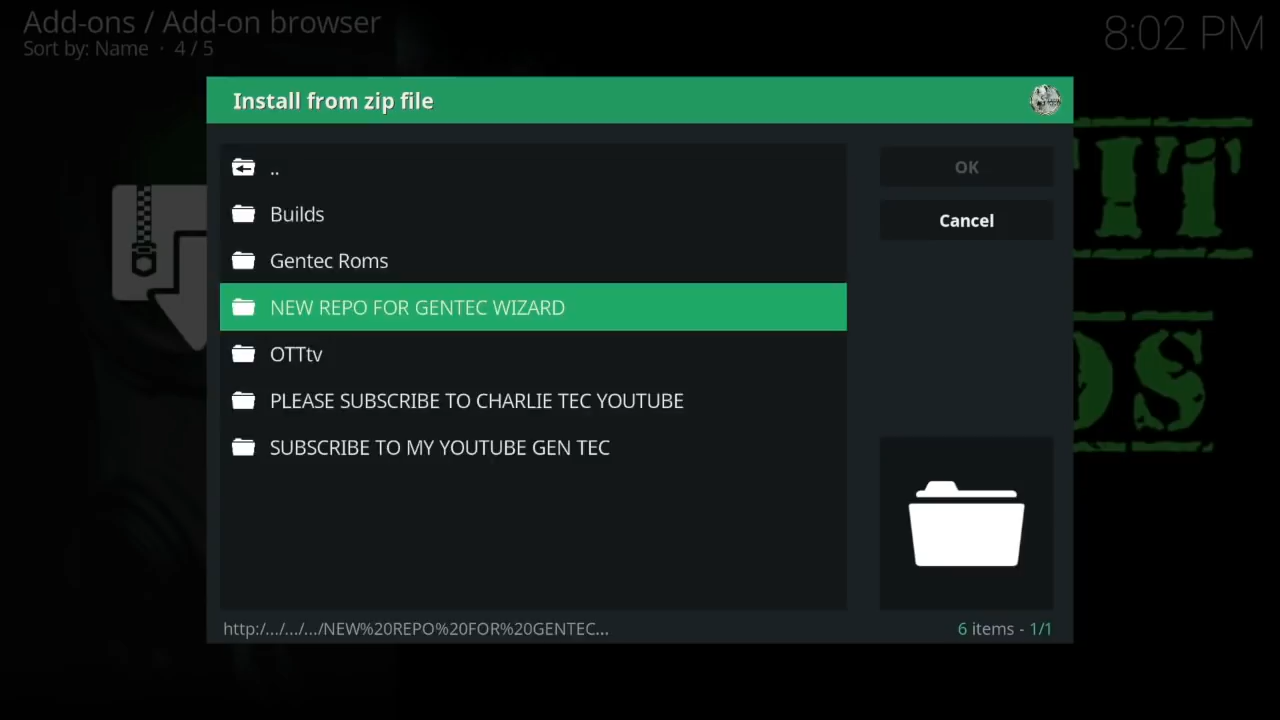 Add-ons / Add-on browser
Sort by: Name · 4 / 5
8:02 PM
Install from zip file
..
Builds
Gentec Roms
NEW REPO FOR GENTEC WIZARD
OTTtv
PLEASE SUBSCRIBE TO CHARLIE TEC YOUTUBE
SUBSCRIBE TO MY YOUTUBE GEN TEC
OK
Cancel
http:/.../.../.../NEW%20REPO%20FOR%20GENTEC...
6 items - 1/1